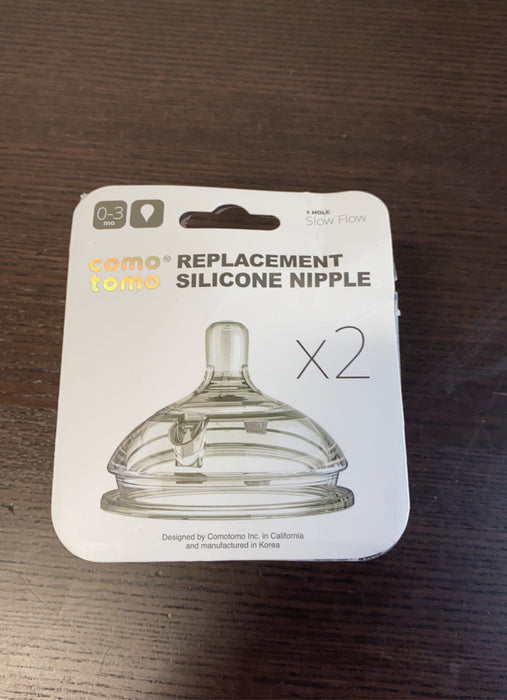 0-3
mo
1 HOLE
Slow Flow
como® REPLACEMENT
tomo SILICONE NIPPLE
x2
Designed by Comotomo Inc. in California
and manufactured in Korea